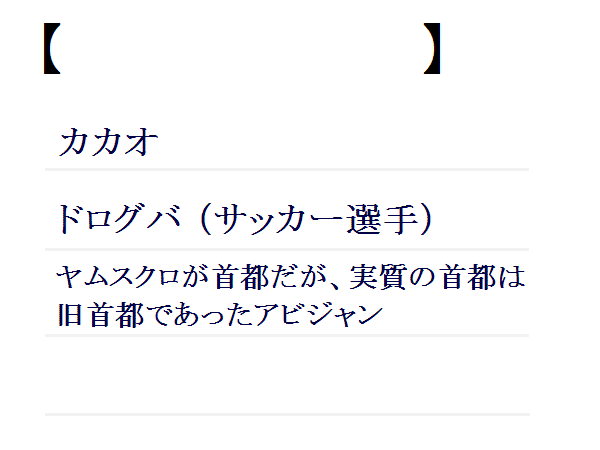 【 】
カカオ
ドログバ（サッカー選手）
ヤムスクロが首都だが、実質の首都は
旧首都であったアビジャン